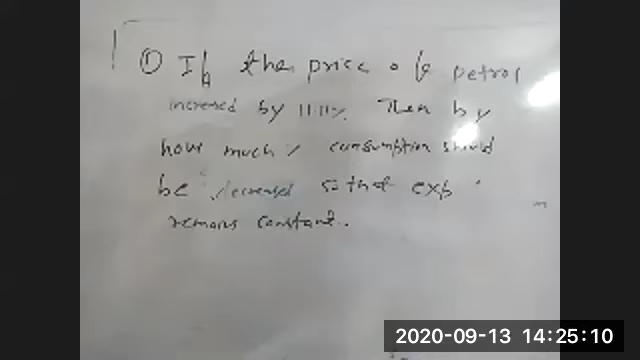 ① If the price of petrol
increased by 11.11%. Then by
how much % consumption should
be decreased so that exp
remains constant.
2020-09-13 14:25:10